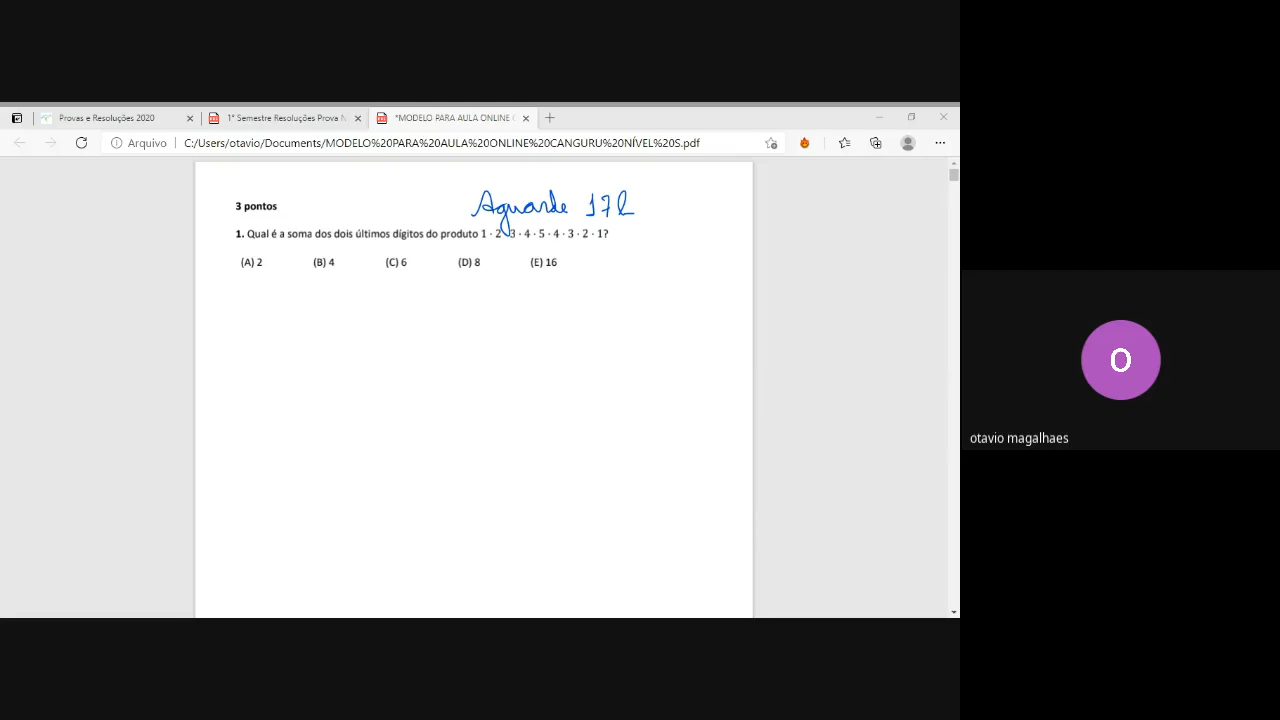 Provas e Resoluções 2020
1° Semestre Resoluções Prova N
*MODELO PARA AULA ONLINE C
Arquivo
C:/Users/otavio/Documents/MODELO%20PARA%20AULA%20ONLINE%20CANGURU%20NÍVEL%20S.pdf
3 pontos
Aguarde 17h
1. Qual é a soma dos dois últimos dígitos do produto 1 · 2 · 3 · 4 · 5 · 4 · 3 · 2 · 1?
(A) 2 (B) 4 (C) 6 (D) 8 (E) 16
O
otavio magalhaes